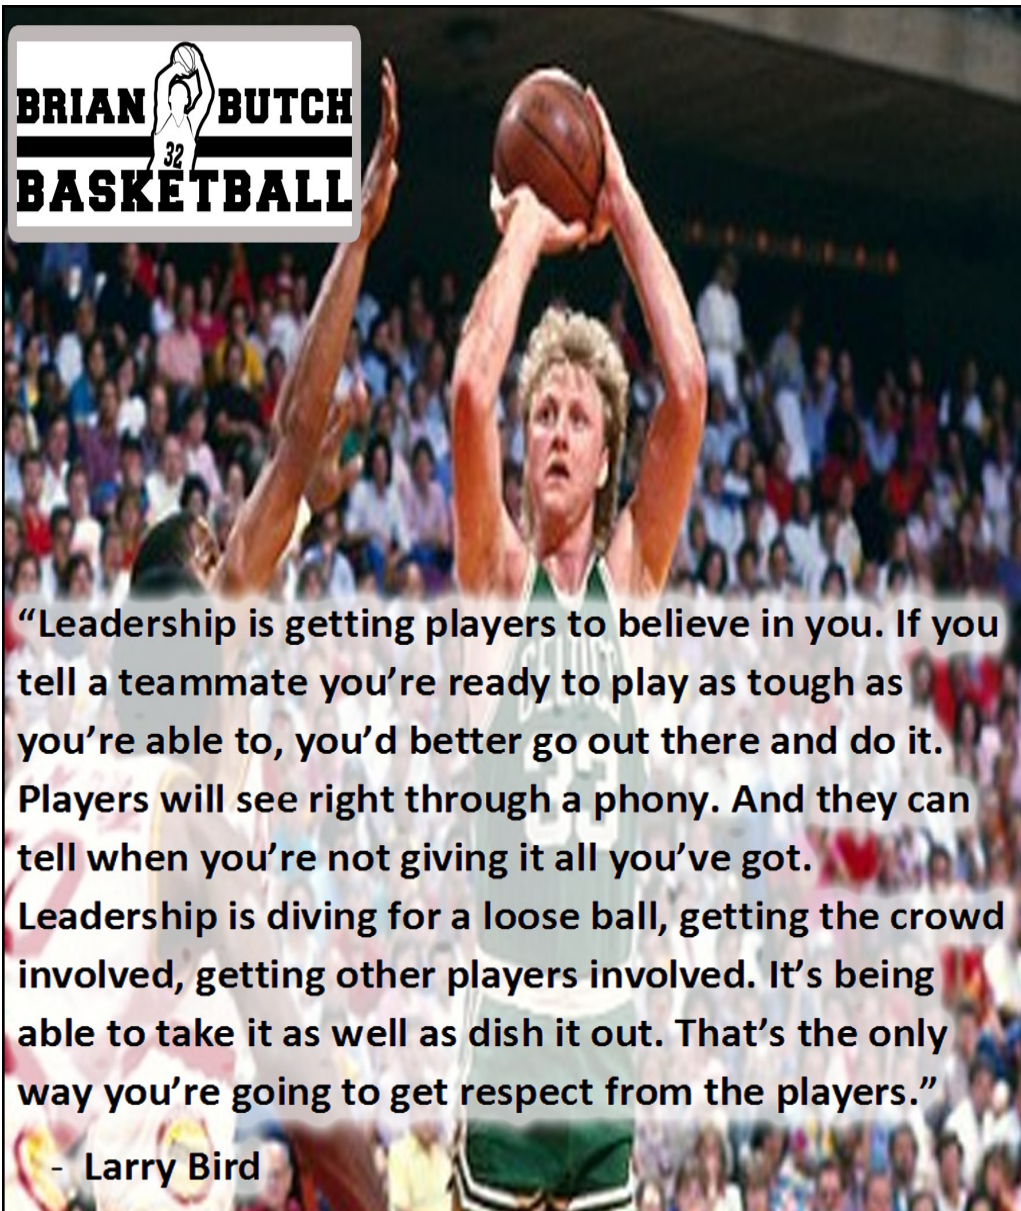 BRIAN BUTCH
32
BASKETBALL
CELTICS
33
“Leadership is getting players to believe in you. If you
tell a teammate you’re ready to play as tough as
you’re able to, you’d better go out there and do it.
Players will see right through a phony. And they can
tell when you’re not giving it all you’ve got.
Leadership is diving for a loose ball, getting the crowd
involved, getting other players involved. It’s being
able to take it as well as dish it out. That’s the only
way you’re going to get respect from the players.”
- Larry Bird